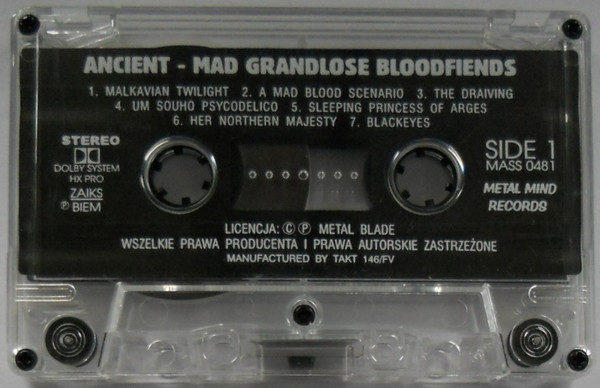 ANCIENT - MAD GRANDLOSE BLOODFIENDS
1. MALKAVIAN TWILIGHT 2. A MAD BLOOD SCENARIO 3. THE DRAIVING
4. UM SOUHO PSYCODELICO 5. SLEEPING PRINCESS OF ARGES
6. HER NORTHERN MAJESTY 7. BLACKEYES
STEREO
DOLBY SYSTEM
HX PRO
ZAIKS
Ⓟ BIEM
SIDE 1
MASS 0481
METAL MIND
RECORDS
LICENCJA: Ⓒ Ⓟ METAL BLADE
WSZELKIE PRAWA PRODUCENTA I PRAWA AUTORSKIE ZASTRZEŻONE
MANUFACTURED BY TAKT 146/FV